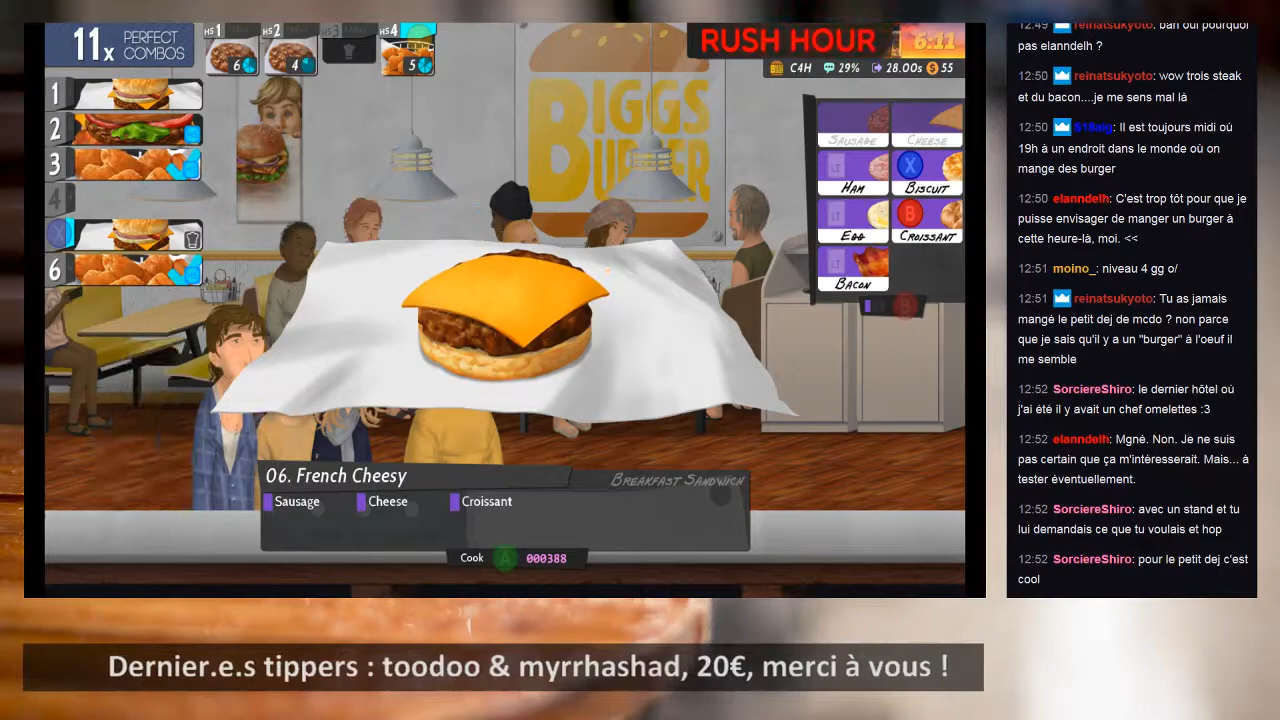 11x PERFECT COMBOS
HS1
HS2
HS3
HS4
6
4
5
1
2
3
4
X
6
BIGGS
BURGER
RUSH HOUR
6:11
C4H 29% 28.00s $ 55
SAUSAGE
CHEESE
LT HAM
X BISCUIT
LT EGG
B CROISSANT
LT BACON
B
06. French Cheesy
BREAKFAST SANDWICH
Sausage Cheese Croissant
Cook A 000388
12:49 reinatsukyoto: bah oui pourquoi
pas elanndelh ?
12:50 reinatsukyoto: wow trois steak
et du bacon....je me sens mal là
12:50 : Il est toujours midi où
19h à un endroit dans le monde où on
mange des burger
12:50 elanndelh: C'est trop tôt pour que je
puisse envisager de manger un burger à
cette heure-là, moi. <<
12:51 moino_: niveau 4 gg o/
12:51 reinatsukyoto: Tu as jamais
mangé le petit dej de mcdo ? non parce
que je sais qu'il y a un "burger" à l'oeuf il
me semble
12:52 SorciereShiro: le dernier hôtel où
j'ai été il y avait un chef omelettes :3
12:52 elanndelh: Mgnė. Non. Je ne suis
pas certain que ça m'intéresserait. Mais... à
tester éventuellement.
12:52 SorciereShiro: avec un stand et tu
lui demandais ce que tu voulais et hop
12:52 SorciereShiro: pour le petit dej c'est
cool
Dernier.e.s tippers : toodoo & myrrhashad, 20€, merci à vous !